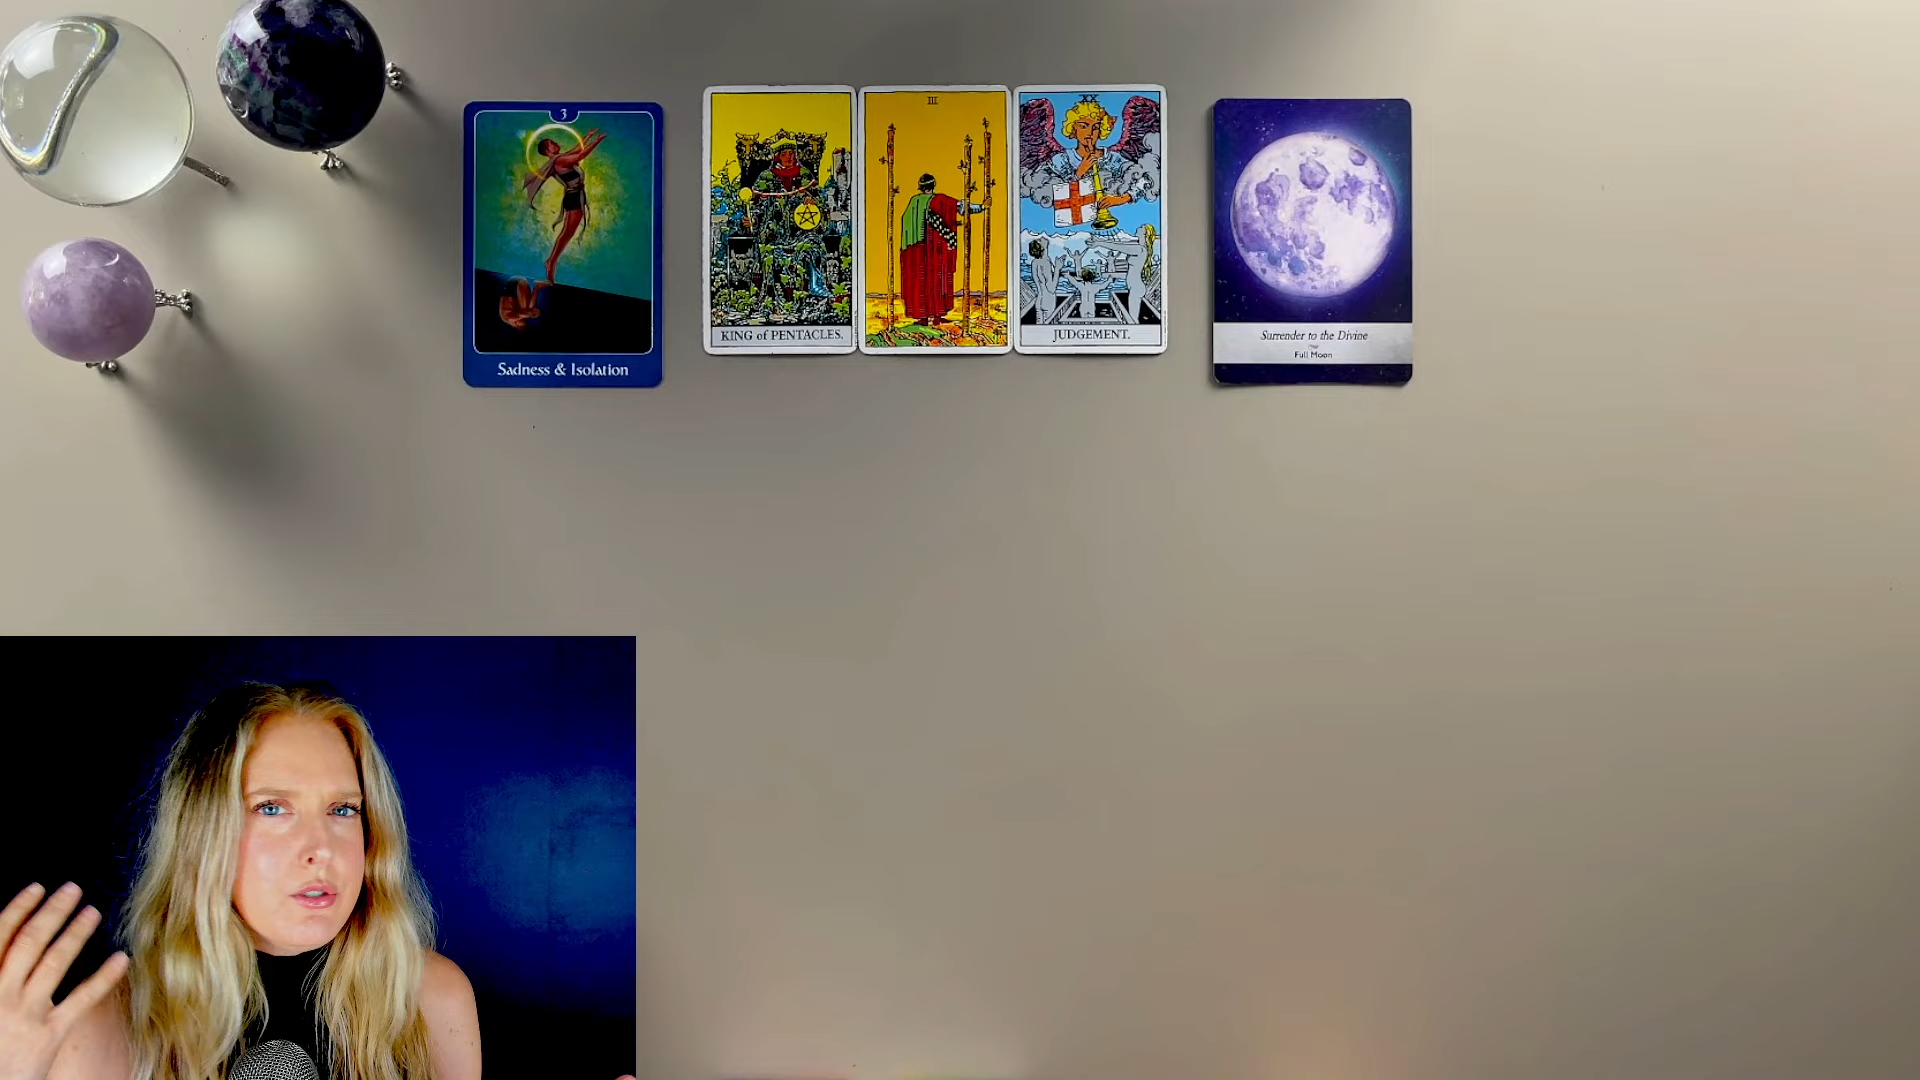 3
Sadness & Isolation
KING of PENTACLES.
III
XX
JUDGEMENT.
Surrender to the Divine
Full Moon